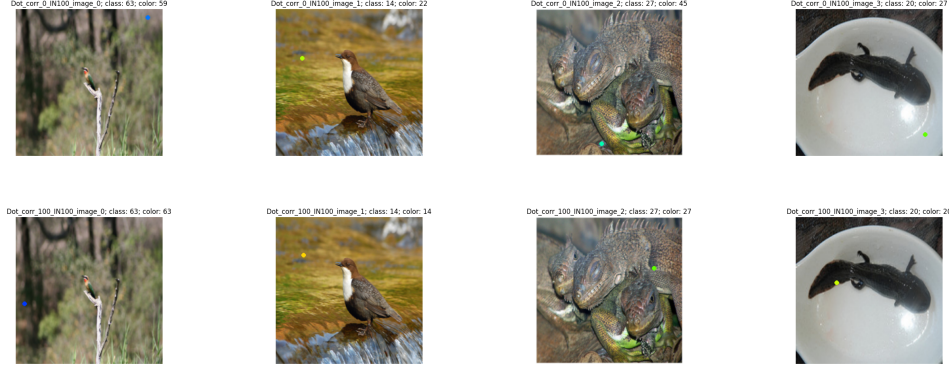 Dot_corr_0_IN100_image_0; class: 63; color: 59
Dot_corr_0_IN100_image_1; class: 14; color: 22
Dot_corr_0_IN100_image_2; class: 27; color: 45
Dot_corr_0_IN100_image_3; class: 20; color: 27
Dot_corr_100_IN100_image_0; class: 63; color: 63
Dot_corr_100_IN100_image_1; class: 14; color: 14
Dot_corr_100_IN100_image_2; class: 27; color: 27
Dot_corr_100_IN100_image_3; class: 20; color: 20